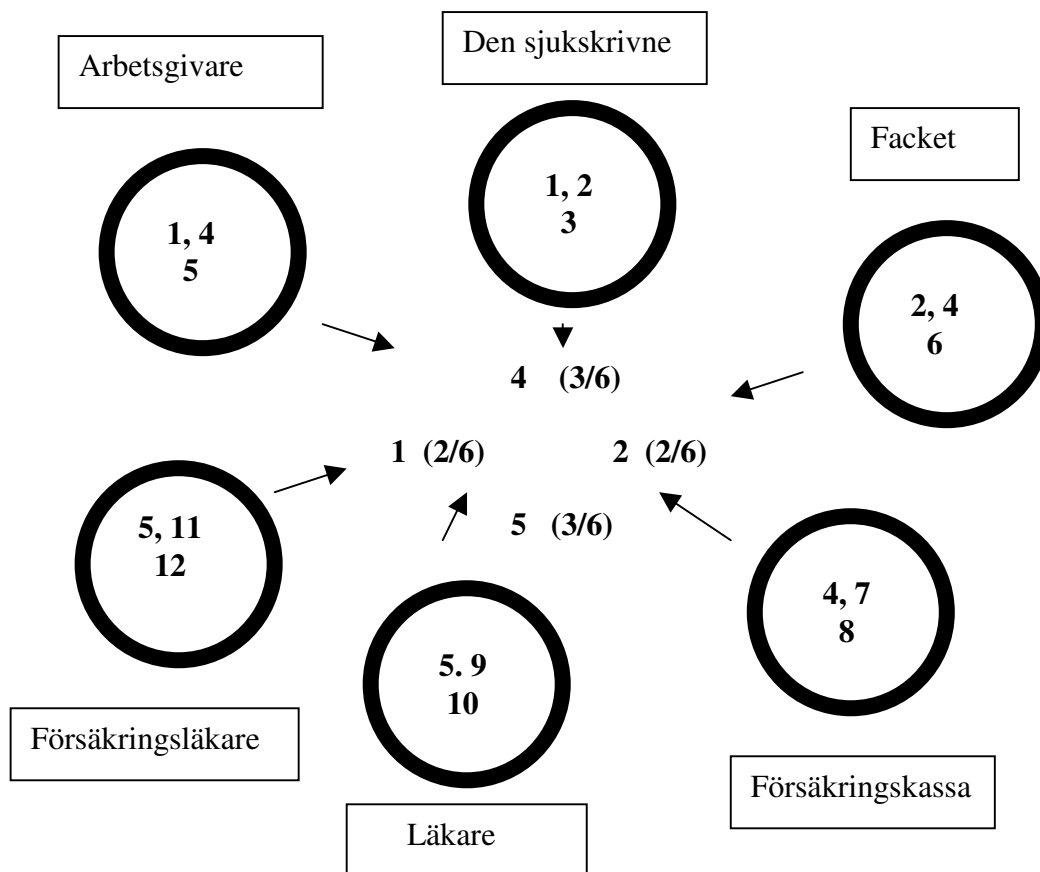 Den sjukskrivne
Arbetsgivare
Facket
1, 2
3
1, 4
5
2, 4
6
4 (3/6)
1 (2/6)
2 (2/6)
5 (3/6)
5, 11
12
4, 7
8
5. 9
10
Försäkringsläkare
Försäkringskassa
Läkare